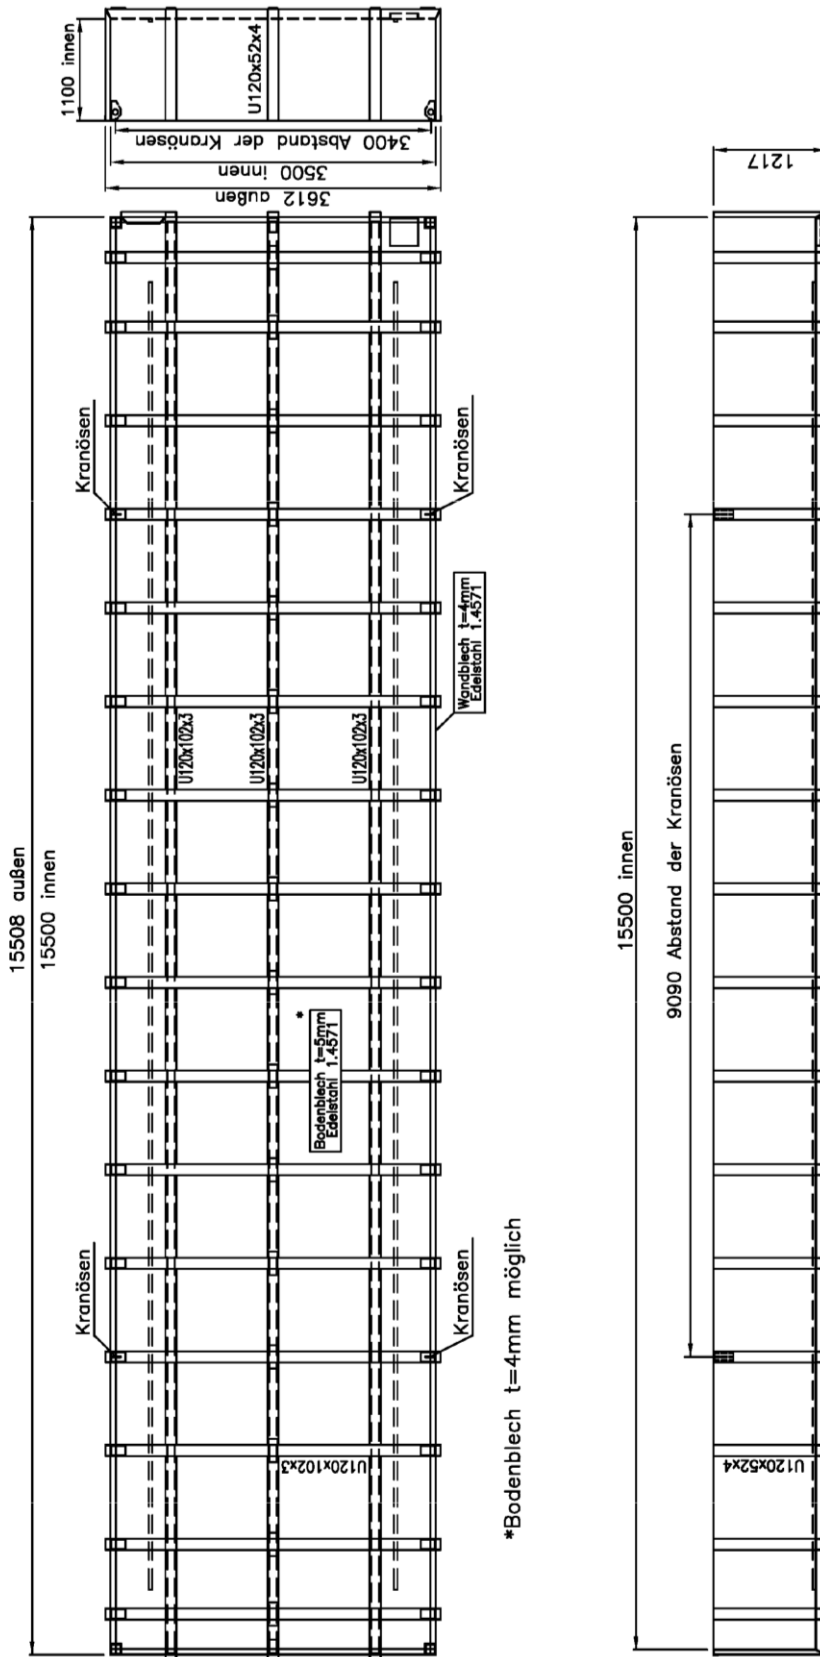 1100 innen
U120x52x4
3400 Abstand der Kranösen
3500 innen
3612 außen
1217
15508 außen
15500 innen
Kranösen
Kranösen
Kranösen
Kranösen
U120x102x3
U120x102x3
U120x102x3
Wandblech t=4mm
Edelstahl 1.4571
*
Bodenblech t=5mm
Edelstahl 1.4571
U120x102x3
*Bodenblech t=4mm möglich
15500 innen
9090 Abstand der Kranösen
U120x52x4